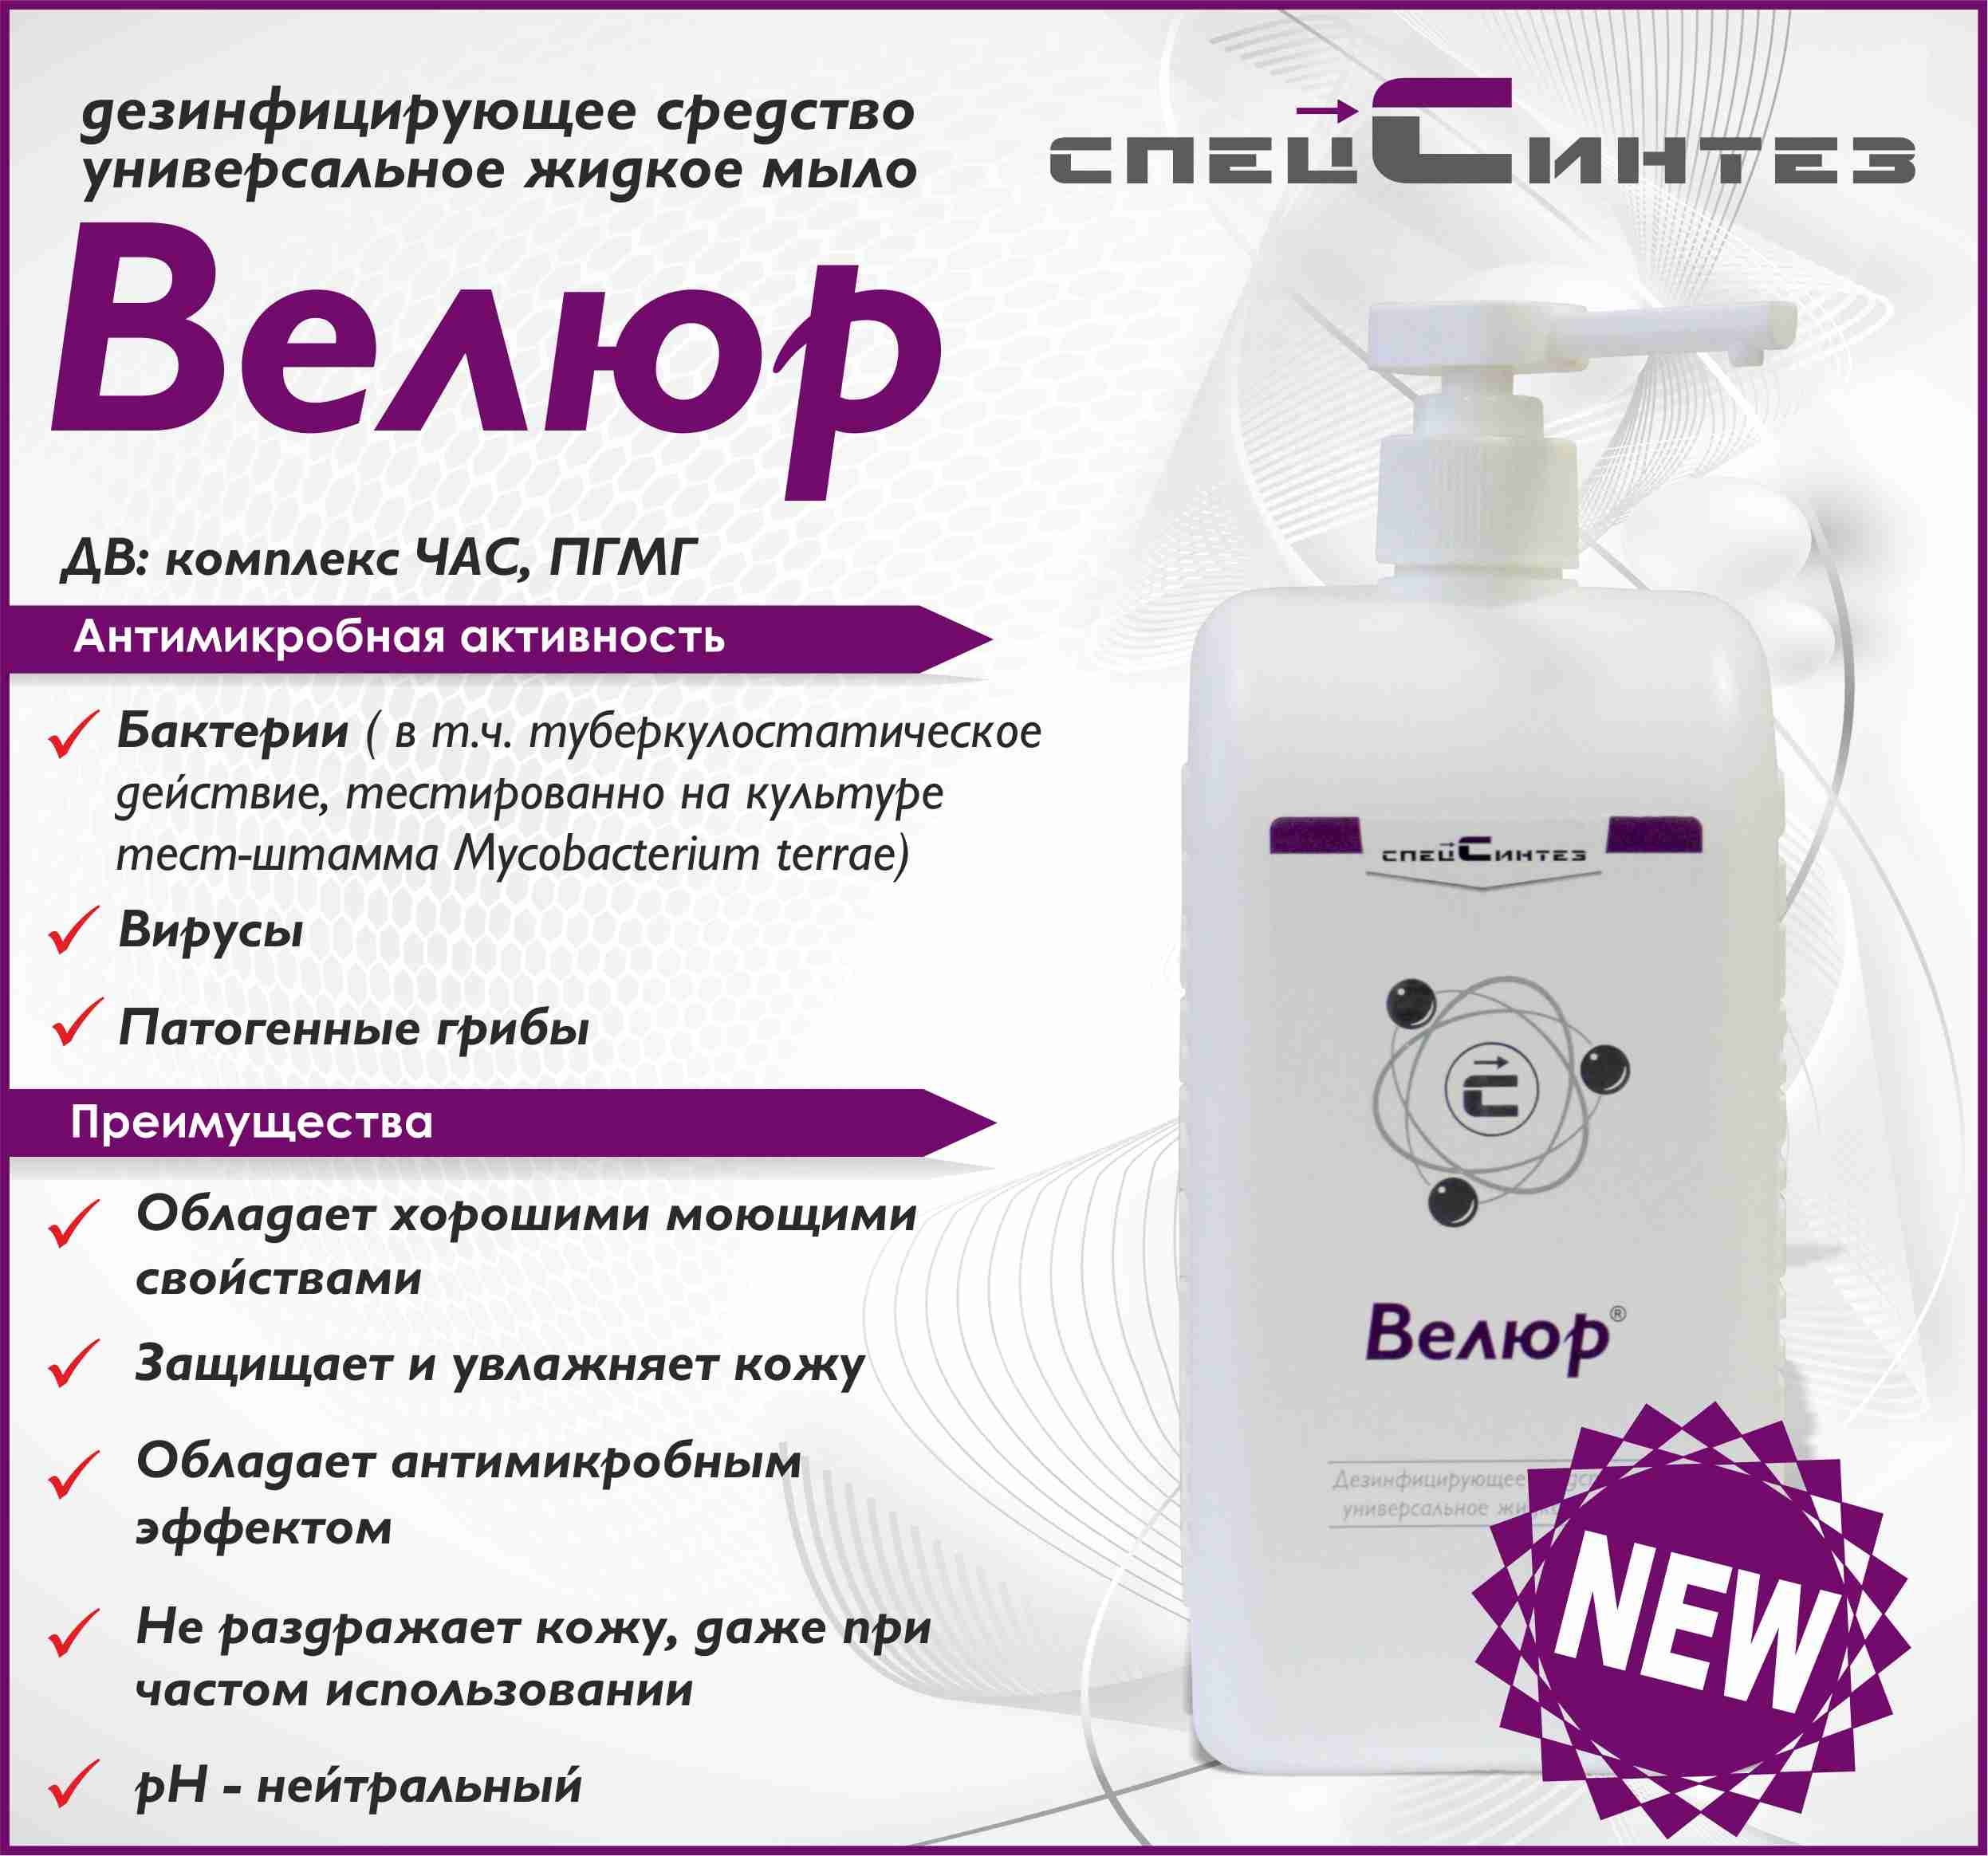 дезинфицирующее средство
универсальное жидкое мыло
Велюр
ДВ: комплекс ЧАС, ПГМГ
Антимикробная активность
Бактерии ( в т.ч. туберкулостатическое
действие, тестированно на культуре
тест-штамма Mycobacterium terrae)
Вирусы
Патогенные грибы
Преимущества
Обладает хорошими моющими
свойствами
Защищает и увлажняет кожу
Обладает антимикробным
эффектом
Не раздражает кожу, даже при
частом использовании
pH - нейтральный
СПЕЦСИНТЕЗ
СПЕЦСИНТЕЗ
С
Велюр®
Дезинфицирующее
универсальное
NEW